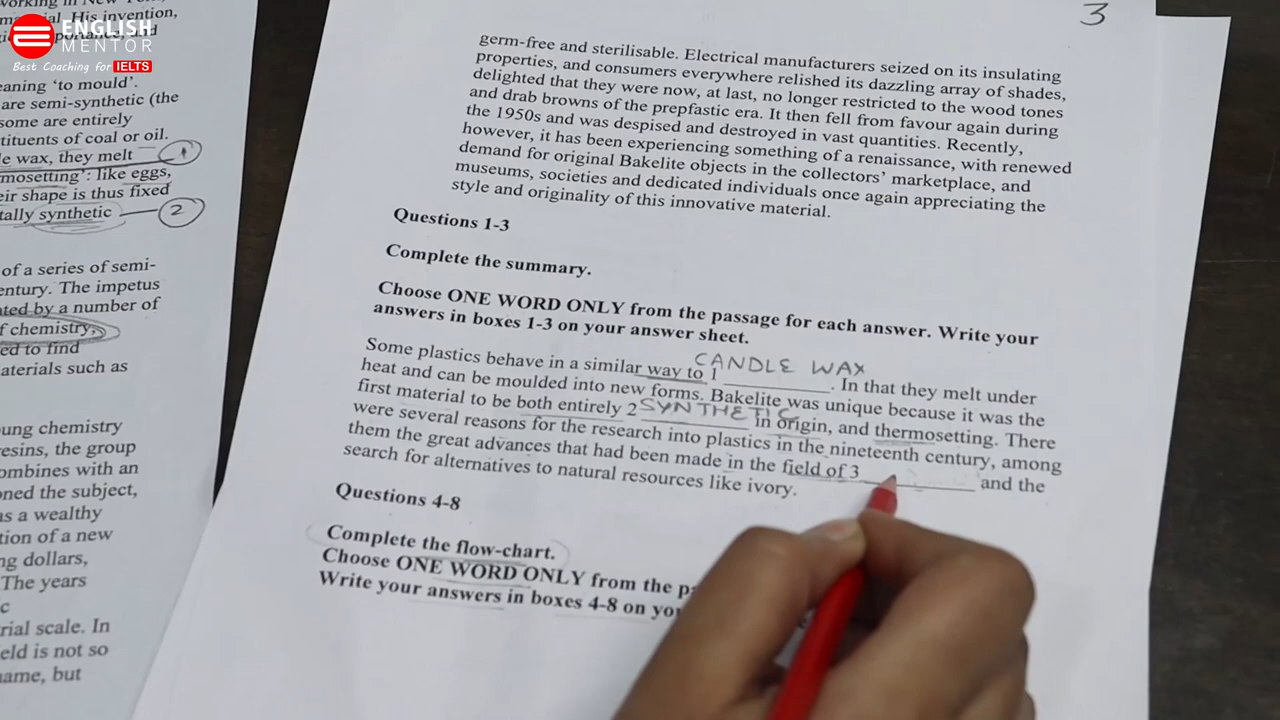 ENGLISH
MENTOR
Best Coaching for IELTS
3
working in New
His invention,
and
eaning 'to mould'.
are semi-synthetic (the
some are entirely
tituents of coal or oil.
le wax, they melt 1
mosetting': like eggs,
eir shape is thus fixed
tally synthetic 2
of a series of semi-
entury. The impetus
ated by a number of
f chemistry,
ed to find
aterials such as
ung chemistry
resins, the group
ombines with an
oned the subject,
as a wealthy
tion of a new
ng dollars,
The years
c
rial scale. In
eld is not so
name, but
germ-free and sterilisable. Electrical manufacturers seized on its insulating
properties, and consumers everywhere relished its dazzling array of shades,
delighted that they were now, at last, no longer restricted to the wood tones
and drab browns of the prepfastic era. It then fell from favour again during
the 1950s and was despised and destroyed in vast quantities. Recently,
however, it has been experiencing something of a renaissance, with renewed
demand for original Bakelite objects in the collectors' marketplace, and
museums, societies and dedicated individuals once again appreciating the
style and originality of this innovative material.
Questions 1-3
Complete the summary.
Choose ONE WORD ONLY from the passage for each answer. Write your
answers in boxes 1-3 on your answer sheet.
Some plastics behave in a similar way to 1 CANDLE WAX. In that they melt under
heat and can be moulded into new forms. Bakelite was unique because it was the
first material to be both entirely 2 SYNTHETIC in origin, and thermosetting. There
were several reasons for the research into plastics in the nineteenth century, among
them the great advances that had been made in the field of 3 ____________ and the
search for alternatives to natural resources like ivory.
Questions 4-8
Complete the flow-chart.
Choose ONE WORD ONLY from the pa
Write your answers in boxes 4-8 on you